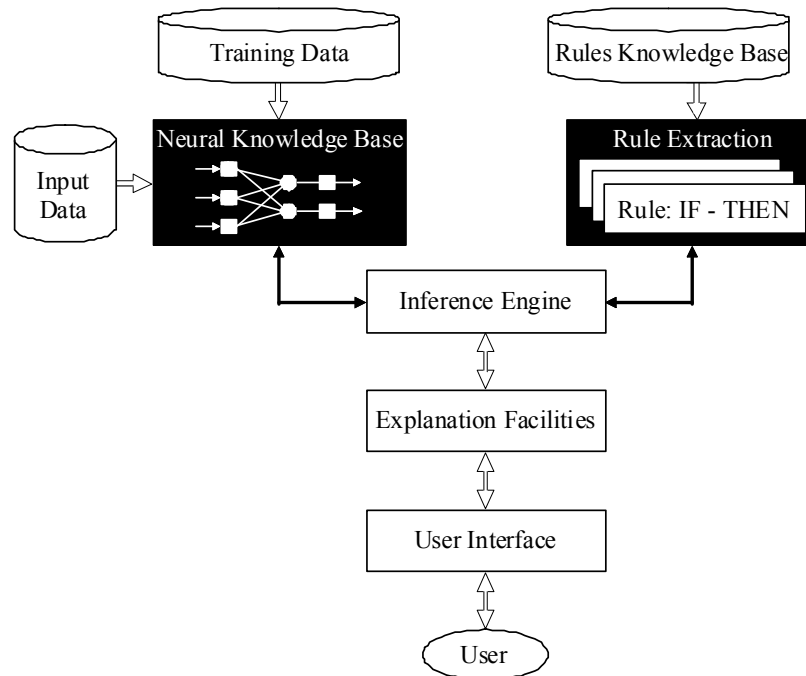 Training Data
Rules Knowledge Base
Neural Knowledge Base
Rule Extraction
Input
Data
Rule: IF - THEN
Inference Engine
Explanation Facilities
User Interface
User